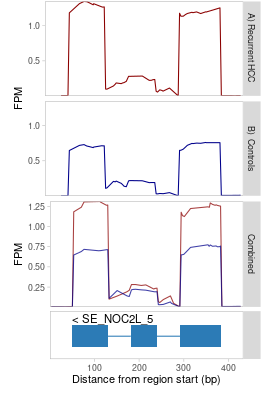 FPM
1.0
0.5
A) Recurrent HCC
1.0
0.5
B) Controls
FPM
1.25
1.00
0.75
0.50
0.25
Combined
< SE_NOC2L_5
100
200
300
400
Distance from region start (bp)